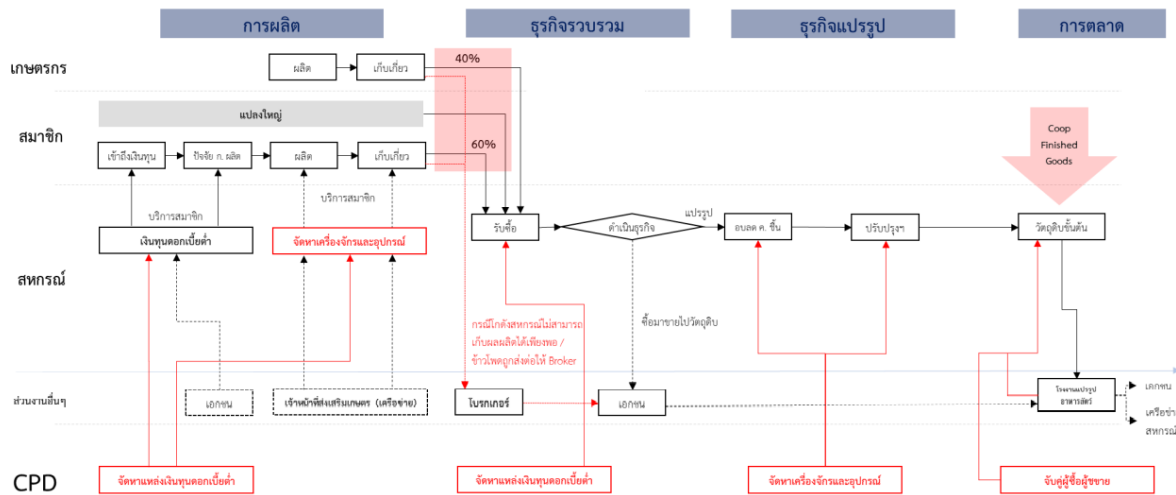 การผลิต
ธุรกิจรวบรวม
ธุรกิจแปรรูป
การตลาด
เกษตรกร
ผลิต
เก็บเกี่ยว
40%
สมาชิก
แปลงใหญ่
เข้าถึงเงินทุน
ปัจจัย ก. ผลิต
ผลิต
เก็บเกี่ยว
60%
Coop
Finished
Goods
บริการสมาชิก
บริการสมาชิก
สหกรณ์
เงินทุนดอกเบี้ยต่ำ
จัดหาเครื่องจักรและอุปกรณ์
รับซื้อ
ดำเนินธุรกิจ
แปรรูป
อบลด ค. ชื้น
ปรับปรุงฯ
วัตถุดิบขั้นต้น
กรณีโกดังสหกรณ์ไม่สามารถ
เก็บผลผลิตได้เพียงพอ /
ข้าวโพดถูกส่งต่อให้ Broker
ซื้อมาขายไปวัตถุดิบ
ส่วนงานอื่นๆ
เอกชน
เจ้าหน้าที่ส่งเสริมเกษตร (เครือข่าย)
โบรกเกอร์
เอกชน
โรงงานแปรรูป
อาหารสัตว์
เอกชน
เครือข่าย
สหกรณ์
CPD
จัดหาแหล่งเงินทุนดอกเบี้ยต่ำ
จัดหาแหล่งเงินทุนดอกเบี้ยต่ำ
จัดหาเครื่องจักรและอุปกรณ์
จับคู่ผู้ซื้อผู้ขขาย